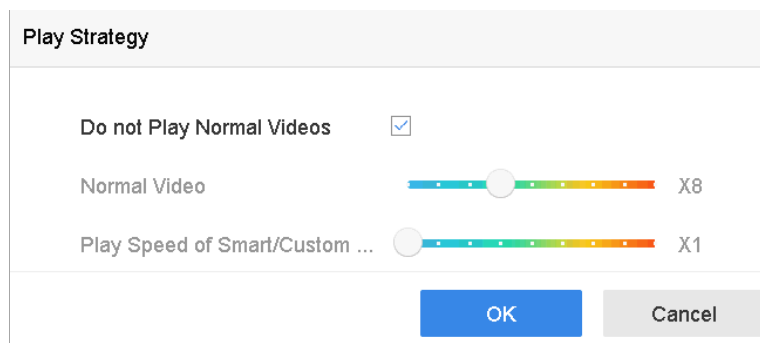 Play Strategy
Do not Play Normal Videos
Normal Video X8
Play Speed of Smart/Custom ... X1
OK Cancel